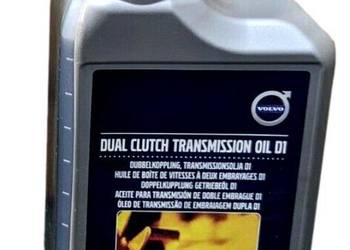 VOLVO
DUAL CLUTCH TRANSMISSION OIL D1
DUBBELKOPPLING, TRANSMISSIONSOLJA D1
HUILE DE BOÎTE DE VITESSES À DEUX EMBRAYAGES D1
DOPPELKUPPLUNG GETRIEBEÖL D1
ACEITE PARA TRANSMISIÓN DE DOBLE EMBRAGUE D1
ÓLEO DE TRANSMISSÃO DE EMBRAIAGEM DUPLA D1